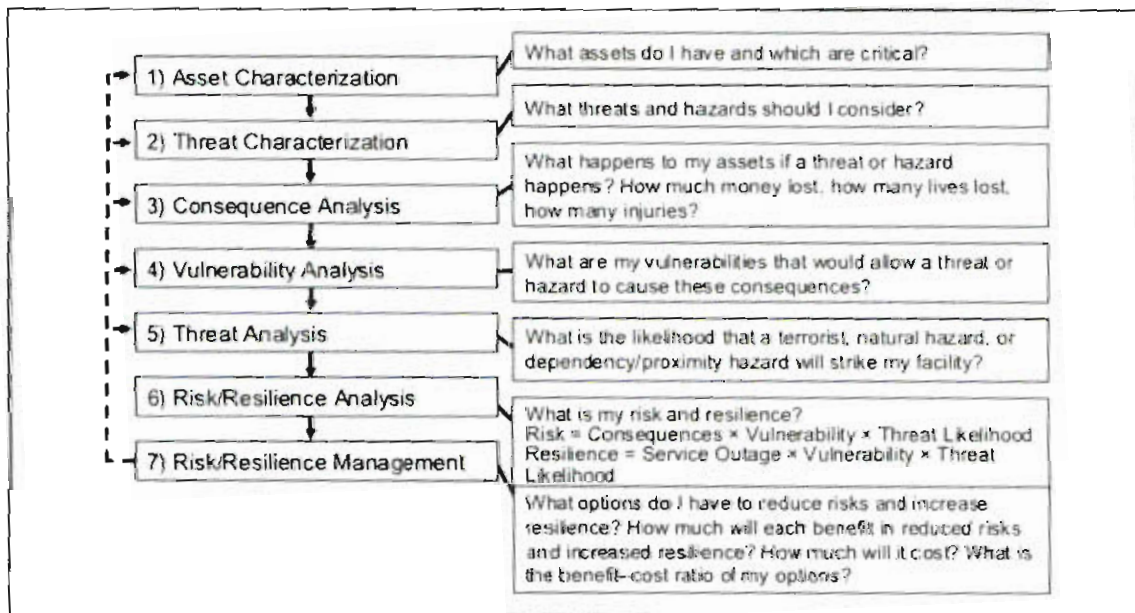 1) Asset Characterization
What assets do I have and which are critical?
2) Threat Characterization
What threats and hazards should I consider?
3) Consequence Analysis
What happens to my assets if a threat or hazard
happens? How much money lost, how many lives lost,
how many injuries?
4) Vulnerability Analysis
What are my vulnerabilities that would allow a threat or
hazard to cause these consequences?
5) Threat Analysis
What is the likelihood that a terrorist, natural hazard, or
dependency/proximity hazard will strike my facility?
6) Risk/Resilience Analysis
What is my risk and resilience?
Risk = Consequences × Vulnerability × Threat Likelihood
Resilience = Service Outage × Vulnerability × Threat
Likelihood
7) Risk/Resilience Management
What options do I have to reduce risks and increase
resilience? How much will each benefit in reduced risks
and increased resilience? How much will it cost? What is
the benefit–cost ratio of my options?